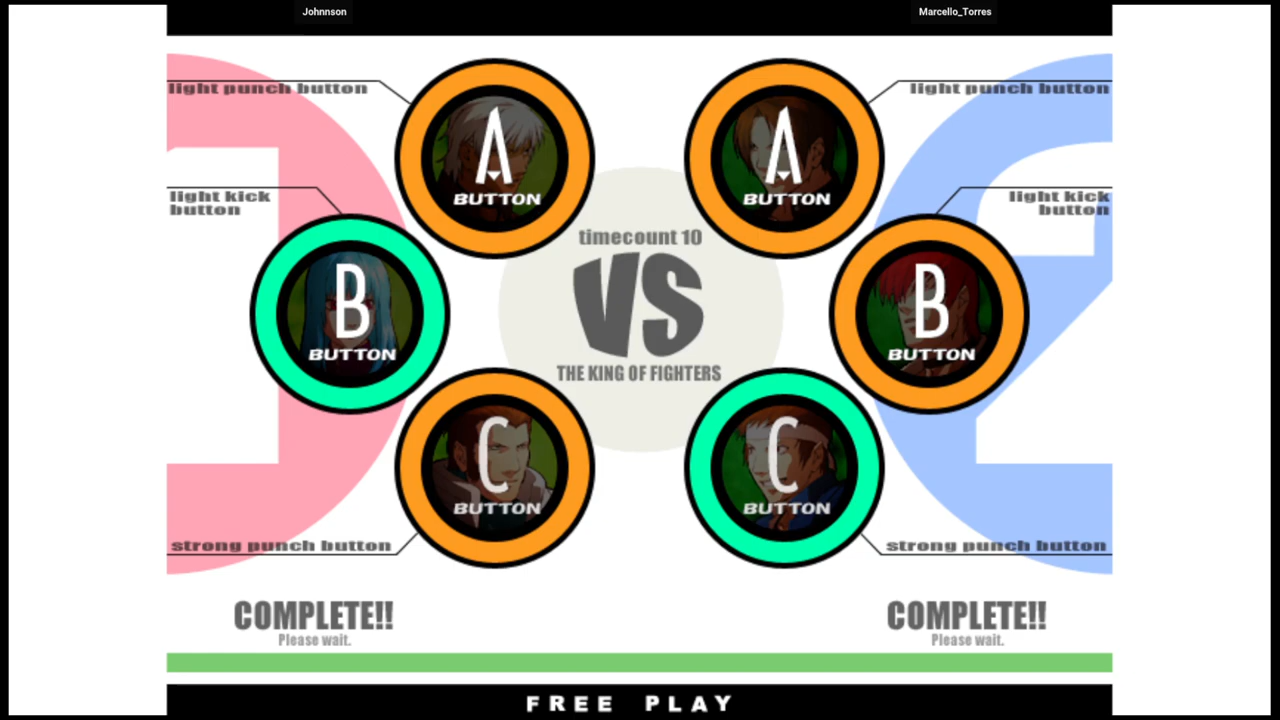 Johnnson
Marcello_Torres
light punch button
light punch button
A
BUTTON
A
BUTTON
light kick
button
light kick
button
timecount 10
VS
THE KING OF FIGHTERS
B
BUTTON
B
BUTTON
C
BUTTON
C
BUTTON
strong punch button
strong punch button
COMPLETE!!
Please wait.
COMPLETE!!
Please wait.
FREE PLAY
1
2